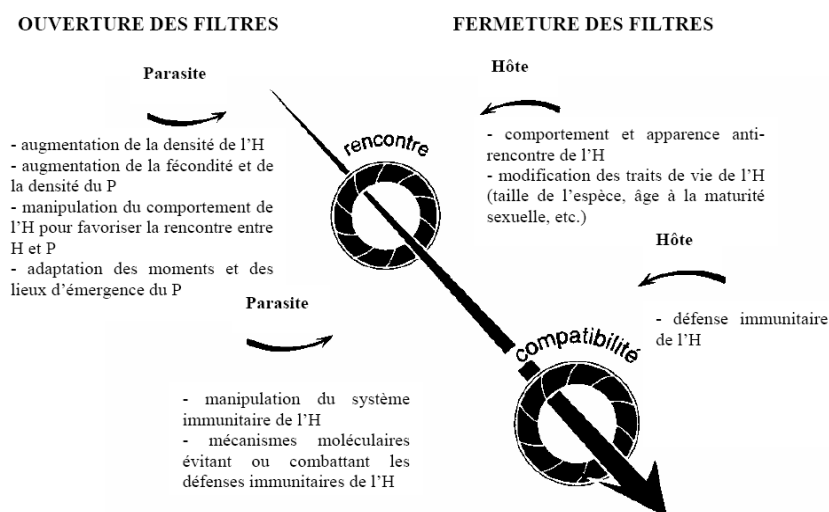 OUVERTURE DES FILTRES
FERMETURE DES FILTRES
Parasite
- augmentation de la densité de l’H
- augmentation de la fécondité et de
la densité du P
- manipulation du comportement de
l’H pour favoriser la rencontre entre
H et P
- adaptation des moments et des
lieux d’émergence du P
rencontre
Hôte
- comportement et apparence anti-
rencontre de l’H
- modification des traits de vie de l’H
(taille de l’espèce, âge à la maturité
sexuelle, etc.)
Parasite
- manipulation du système
immunitaire de l’H
- mécanismes moléculaires
évitant ou combattant les
défenses immunitaires de l’H
compatibilité
Hôte
- défense immunitaire
de l’H